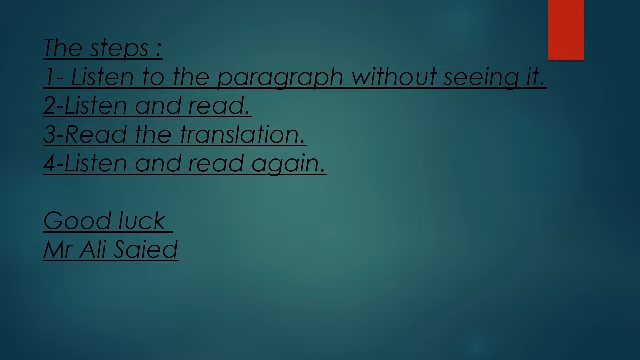 The steps :
1- Listen to the paragraph without seeing it.
2-Listen and read.
3-Read the translation.
4-Listen and read again.
Good luck
Mr Ali Saied